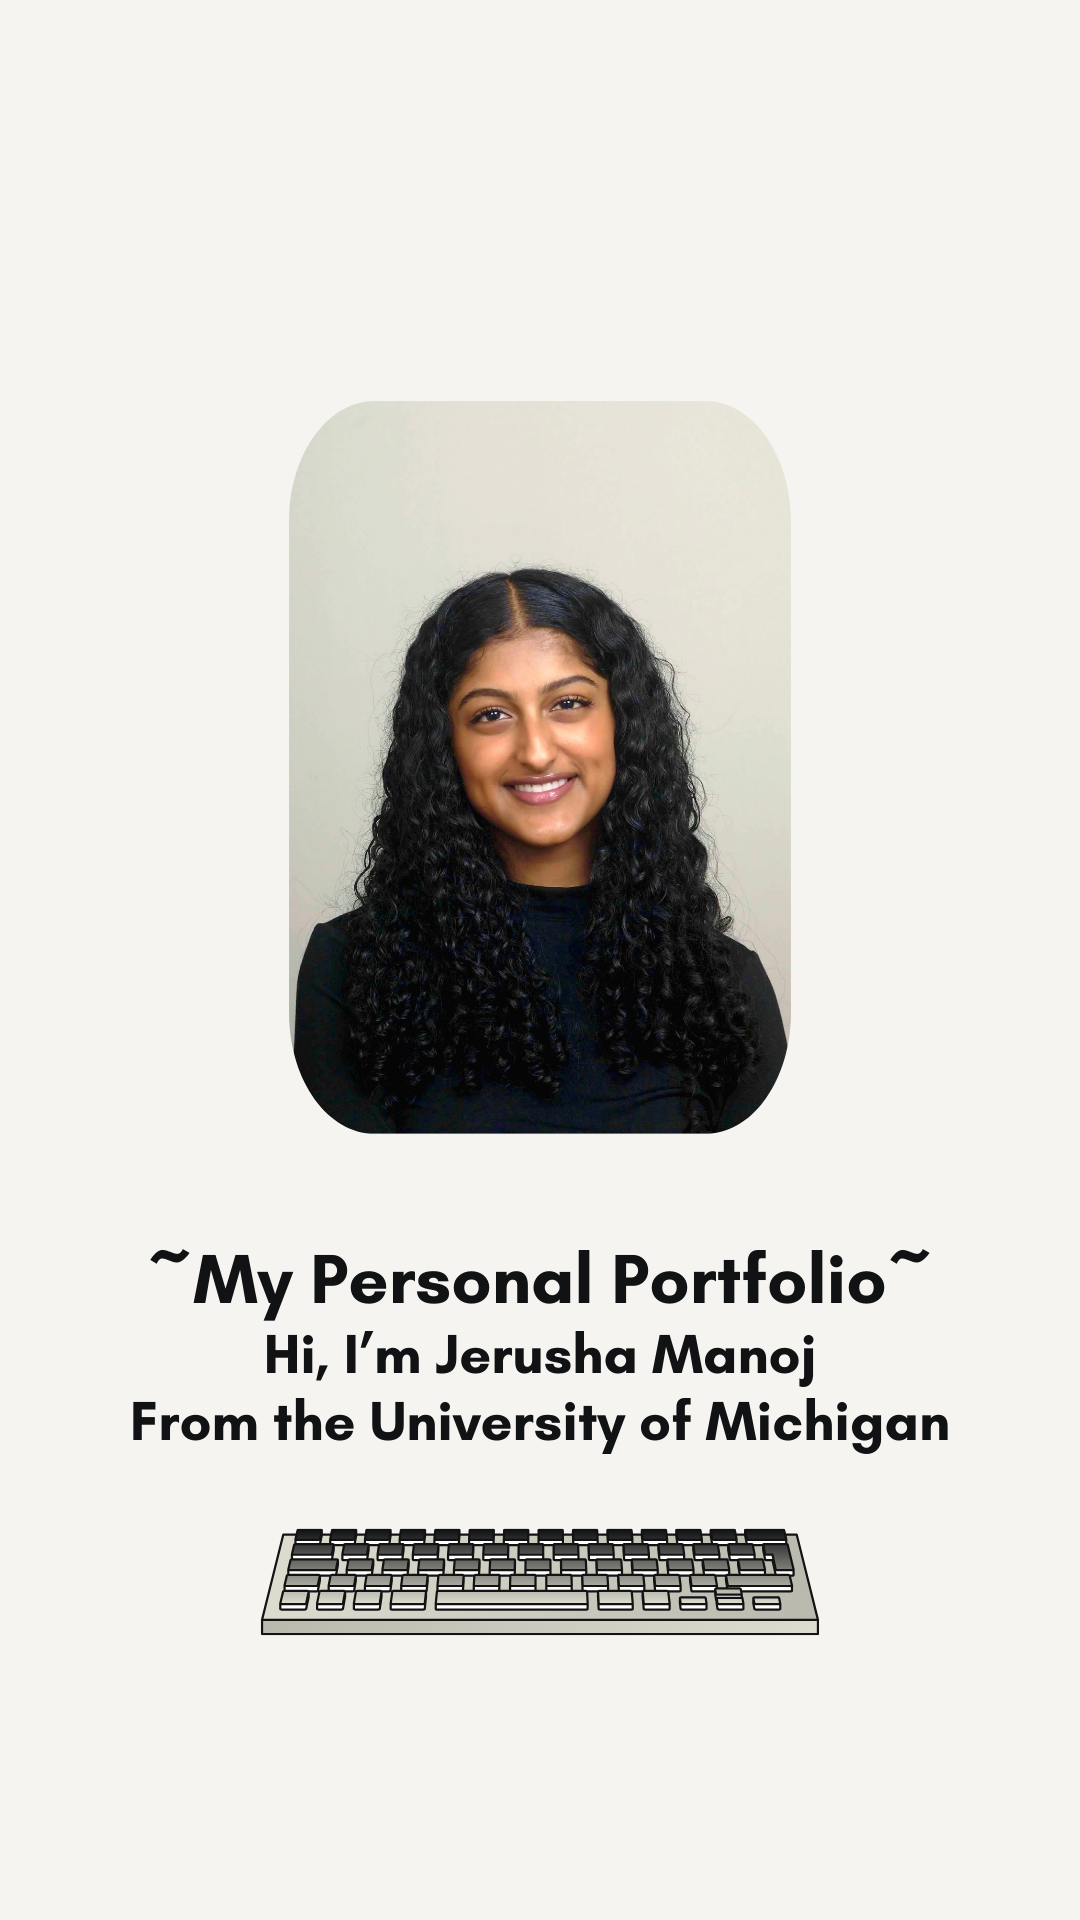 ~My Personal Portfolio~
Hi, I’m Jerusha Manoj
From the University of Michigan